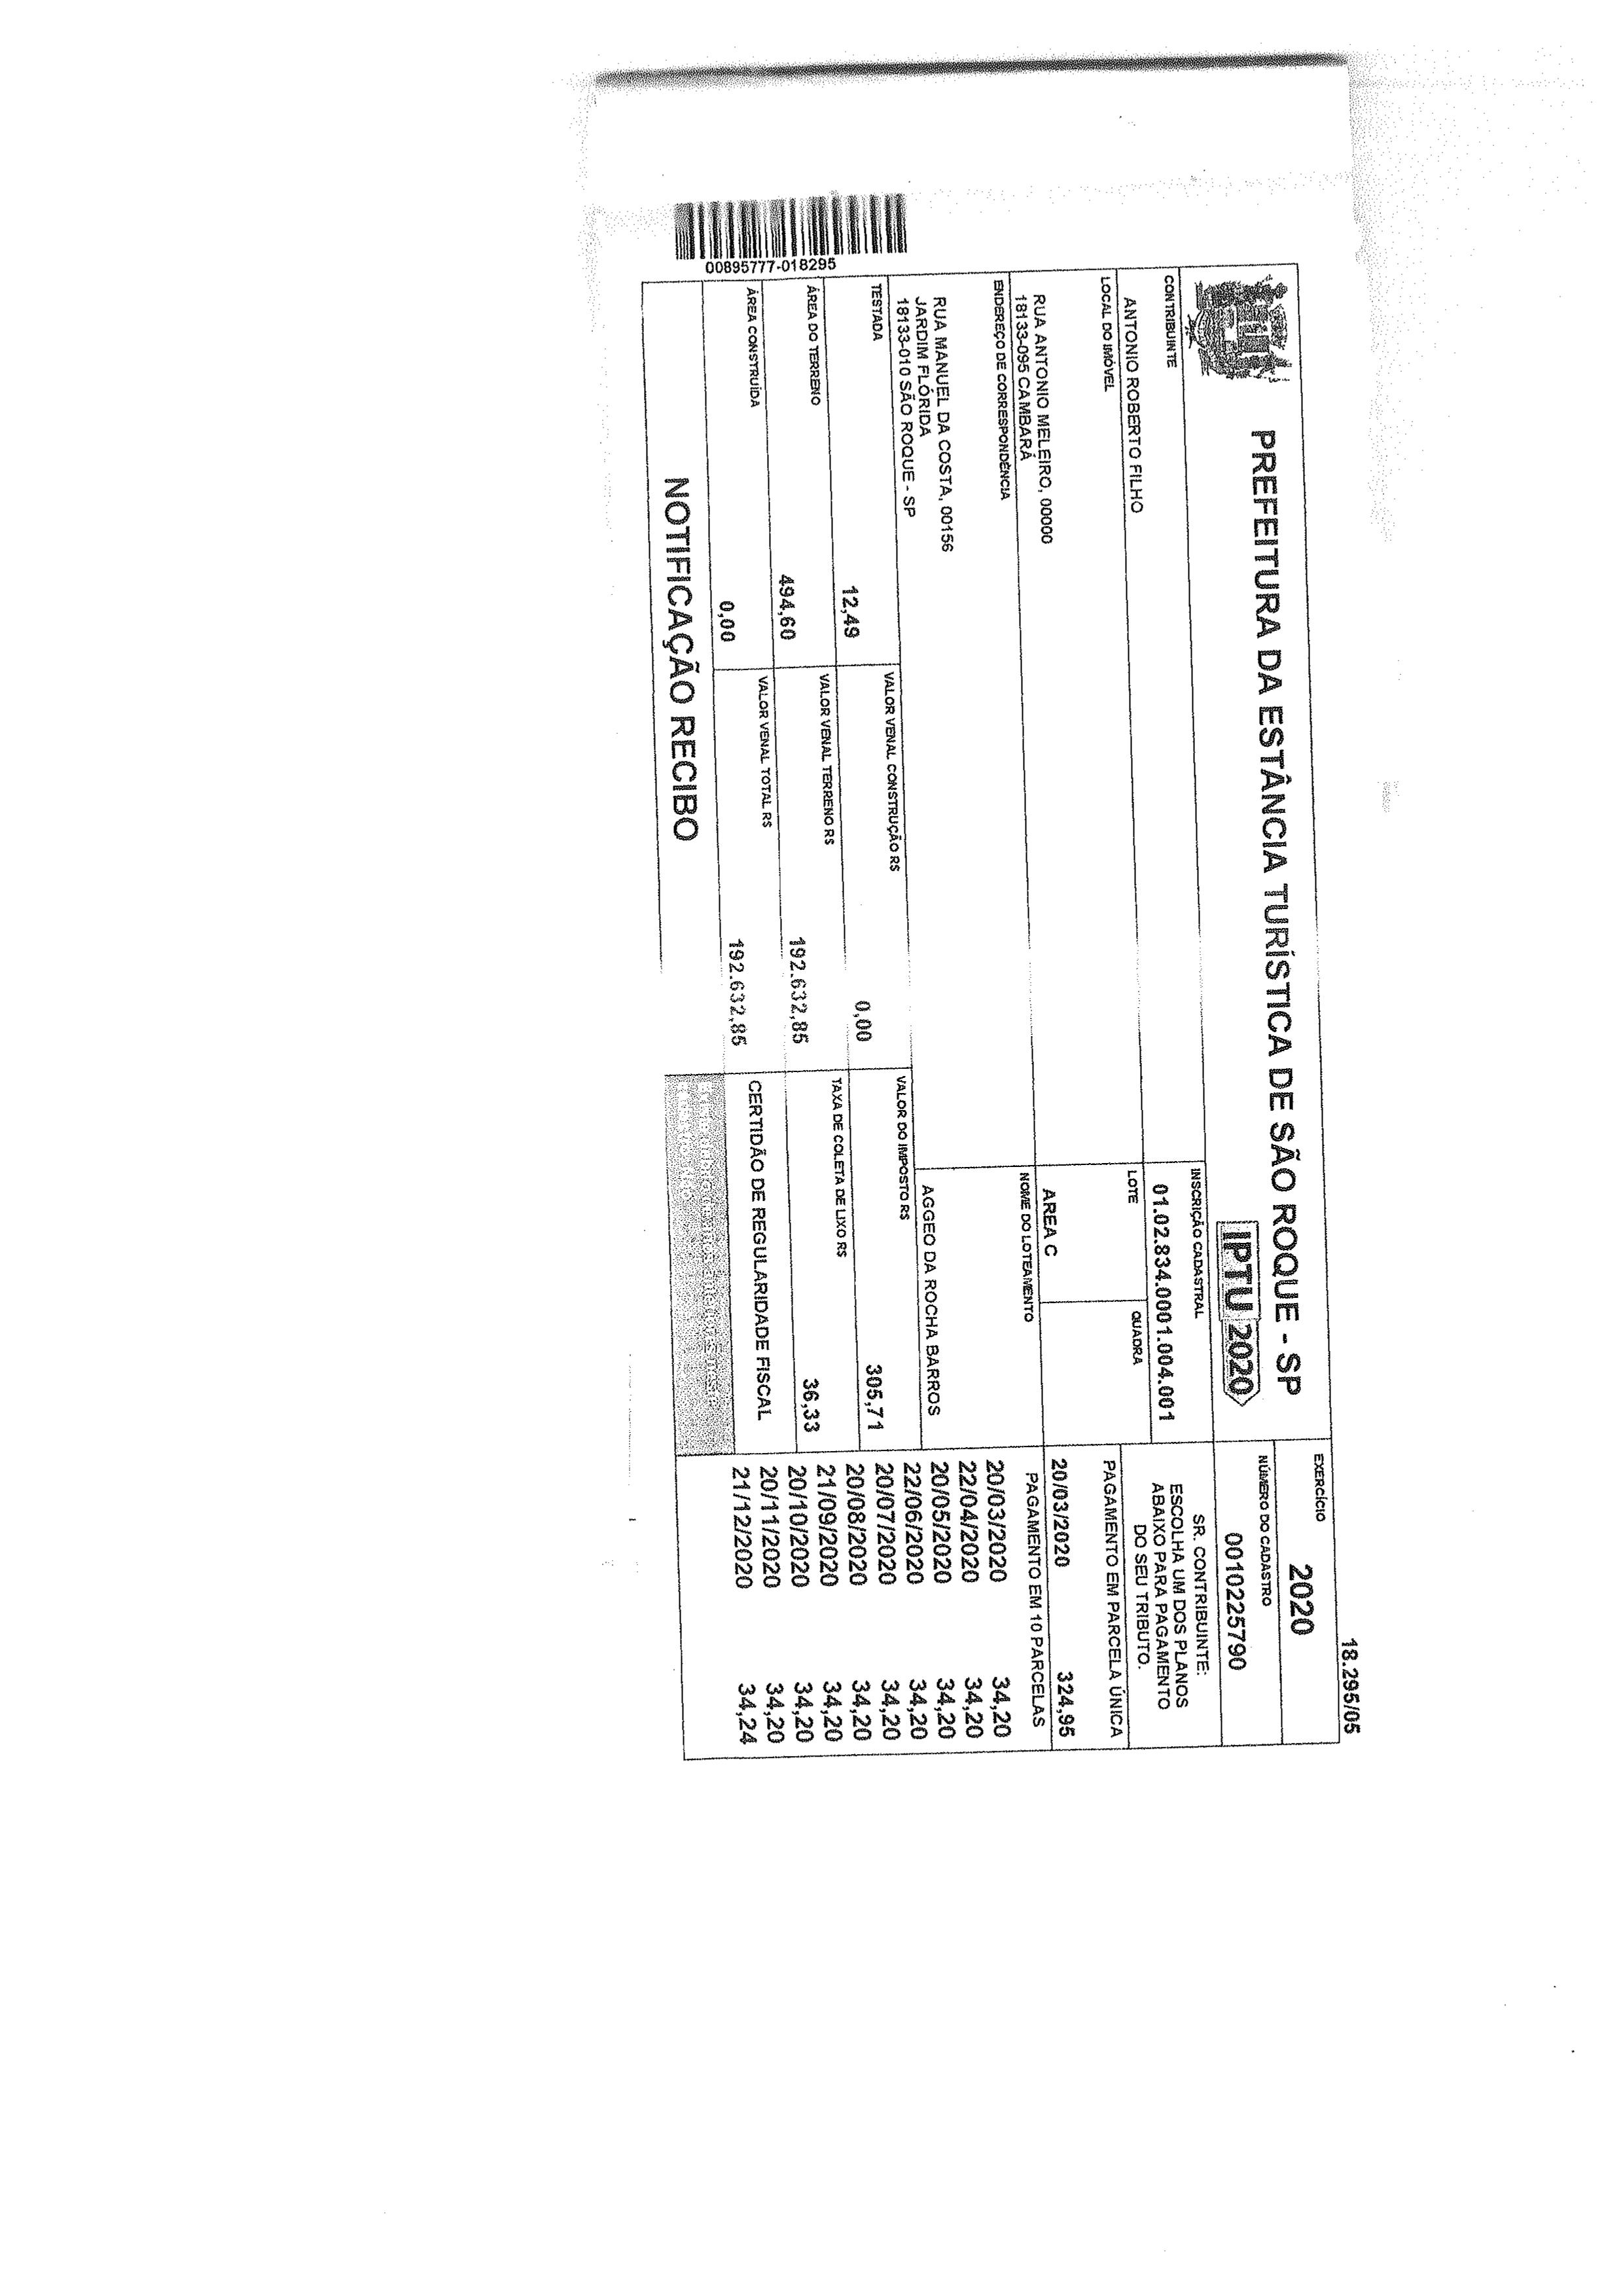 18.295/05
PREFEITURA DA ESTÂNCIA TURÍSTICA DE SÃO ROQUE - SP
IPTU 2020
EXERCÍCIO
2020
NÚMERO DO CADASTRO
0010225790
CONTRIBUINTE
ANTONIO ROBERTO FILHO
INSCRIÇÃO CADASTRAL
01.02.834.0001.004.001
SR. CONTRIBUINTE:
ESCOLHA UM DOS PLANOS
ABAIXO PARA PAGAMENTO
DO SEU TRIBUTO.
LOCAL DO IMÓVEL
RUA ANTONIO MELEIRO, 00000
18133-095 CAMBARÁ
LOTE
AREA C
QUADRA
PAGAMENTO EM PARCELA ÚNICA
20/03/2020 324,95
ENDEREÇO DE CORRESPONDÊNCIA
RUA MANUEL DA COSTA, 00156
JARDIM FLÓRIDA
18133-010 SÃO ROQUE - SP
NOME DO LOTEAMENTO
AGGEO DA ROCHA BARROS
PAGAMENTO EM 10 PARCELAS
20/03/2020 34,20
22/04/2020 34,20
20/05/2020 34,20
22/06/2020 34,20
20/07/2020 34,20
20/08/2020 34,20
21/09/2020 34,20
20/10/2020 34,20
20/11/2020 34,20
21/12/2020 34,24
TESTADA
12,49
VALOR VENAL CONSTRUÇÃO R$
0,00
VALOR DO IMPOSTO R$
305,71
ÁREA DO TERRENO
494,60
VALOR VENAL TERRENO R$
192.632,85
TAXA DE COLETA DE LIXO R$
36,33
ÁREA CONSTRUÍDA
0,00
VALOR VENAL TOTAL R$
192.632,85
CERTIDÃO DE REGULARIDADE FISCAL
NOTIFICAÇÃO RECIBO
00895777-018295